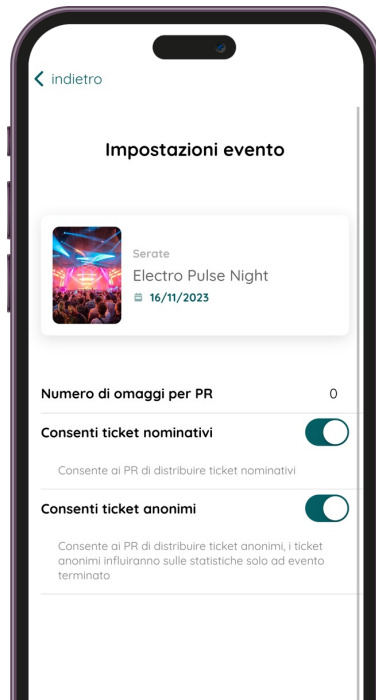 indietro
Impostazioni evento
Serate
Electro Pulse Night
16/11/2023
Numero di omaggi per PR 0
Consenti ticket nominativi
Consente ai PR di distribuire ticket nominativi
Consenti ticket anonimi
Consente ai PR di distribuire ticket anonimi, i ticket
anonimi influiranno sulle statistiche solo ad evento
terminato